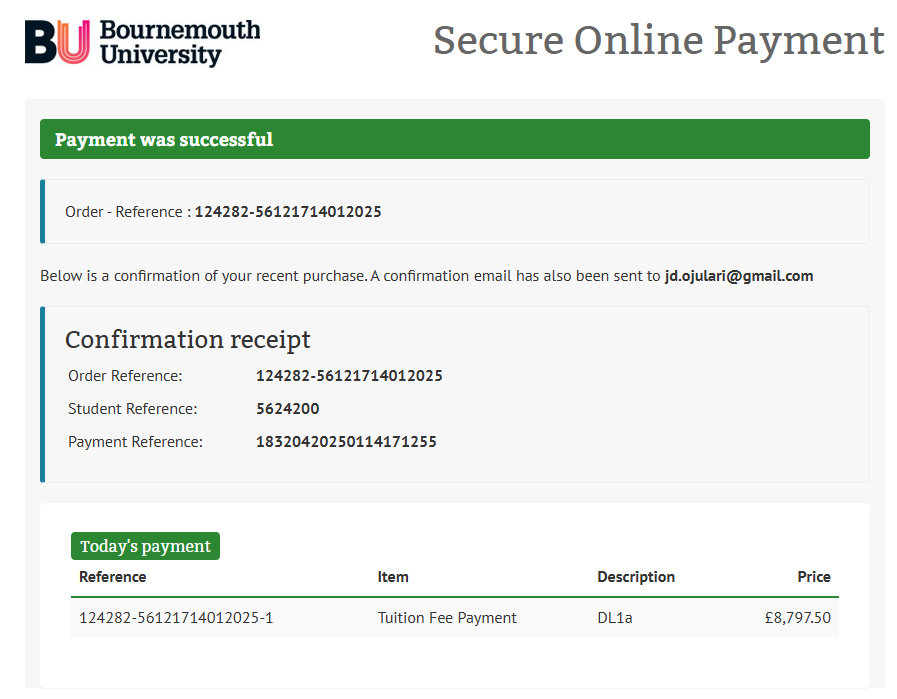 BU Bournemouth
University
Secure Online Payment
Payment was successful
Order - Reference : 124282-56121714012025
Below is a confirmation of your recent purchase. A confirmation email has also been sent to jd.ojulari@gmail.com
Confirmation receipt
Order Reference: 124282-56121714012025
Student Reference: 5624200
Payment Reference: 18320420250114171255
Today's payment
Reference Item Description Price
124282-56121714012025-1 Tuition Fee Payment DL1a £8,797.50